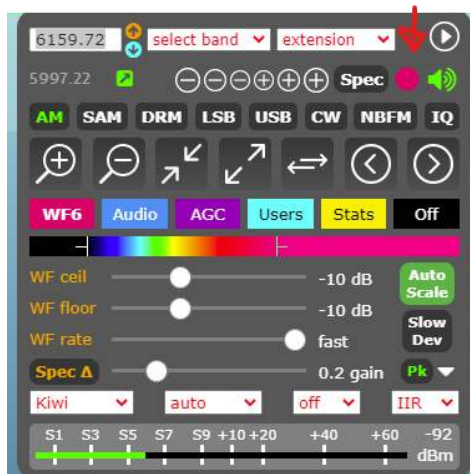 6159.72 select band extension
5997.22 Spec
AM SAM DRM LSB USB CW NBFM IQ
WF6 Audio AGC Users Stats Off
WF ceil -10 dB Auto Scale
WF floor -10 dB
WF rate fast Slow Dev
Spec Δ 0.2 gain Pk
Kiwi auto off IIR
S1 S3 S5 S7 S9 +10 +20 +40 +60 -92
dBm